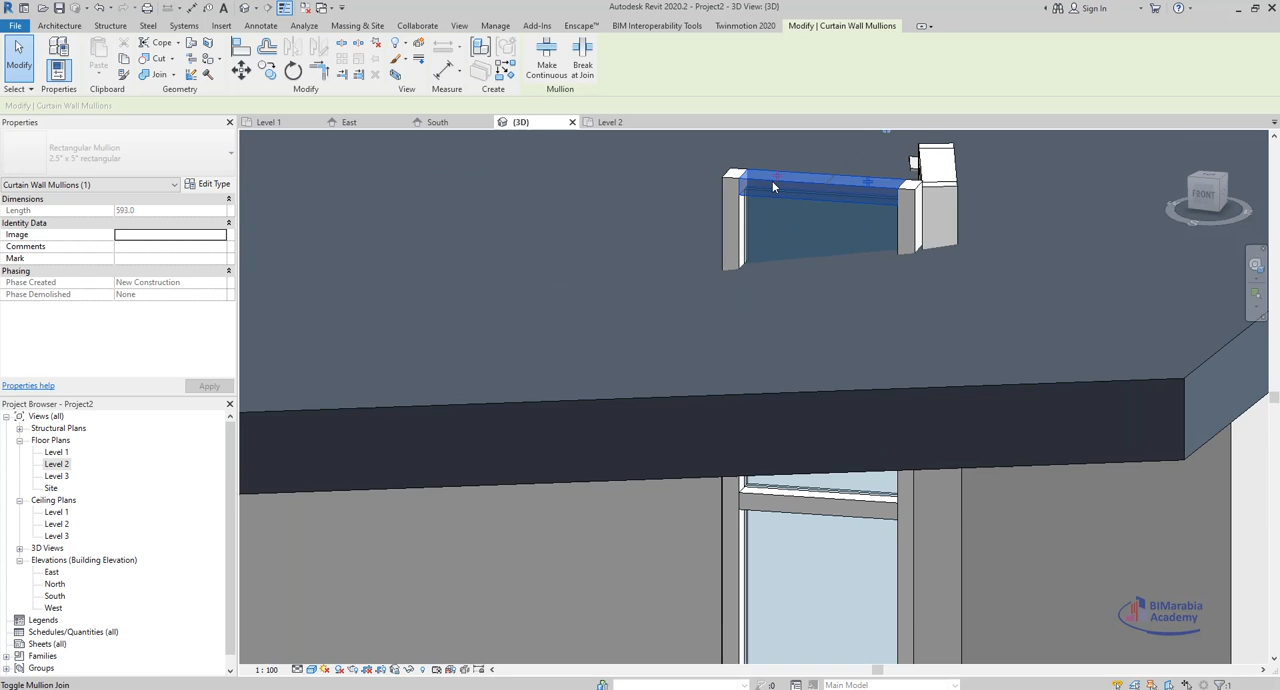 Autodesk Revit 2020.2 - Project2 - 3D View: {3D}
Sign In
File Architecture Structure Steel Systems Insert Annotate Analyze Massing & Site Collaborate View Manage Add-Ins Enscape™ BIM Interoperability Tools Twinmotion 2020 Modify | Curtain Wall Mullions
Modify
Properties
Paste
Cope
Cut
Join
Make Continuous
Break at Join
Select Properties Clipboard Geometry Modify View Measure Create Mullion
Modify | Curtain Wall Mullions
Properties
Level 1 East South {3D} Level 2
Rectangular Mullion
2.5" x 5" rectangular
Curtain Wall Mullions (1) Edit Type
Dimensions
Length 593.0
Identity Data
Image
Comments
Mark
Phasing
Phase Created New Construction
Phase Demolished None
Properties help Apply
Project Browser - Project2
Views (all)
Structural Plans
Floor Plans
Level 1
Level 2
Level 3
Site
Ceiling Plans
Level 1
Level 2
Level 3
3D Views
Elevations (Building Elevation)
East
North
South
West
Legends
Schedules/Quantities (all)
Sheets (all)
Families
Groups
FRONT
BIMarabia
Academy
1 : 100
Toggle Mullion Join
:0
Main Model
:1